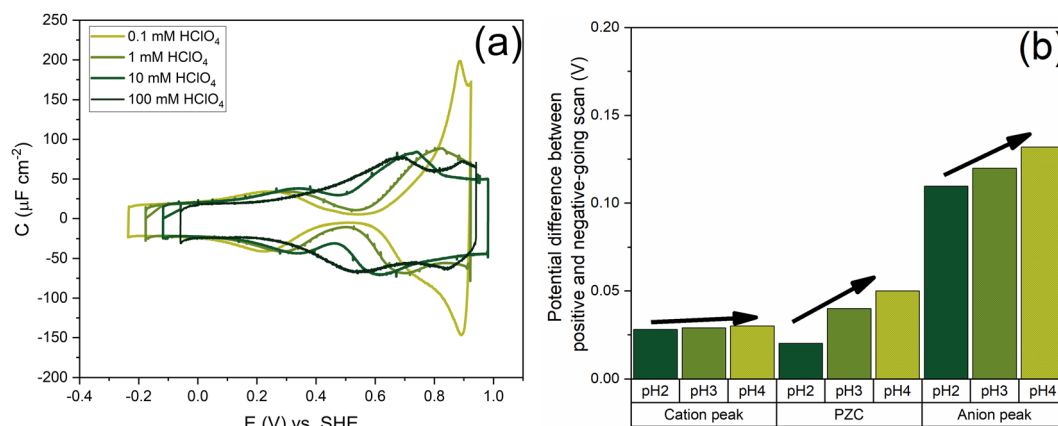 (a)
0.1 mM HClO₄
1 mM HClO₄
10 mM HClO₄
100 mM HClO₄
C (μF cm⁻²)
250
200
150
100
50
0
-50
-100
-150
-200
-0.4 -0.2 0.0 0.2 0.4 0.6 0.8 1.0
E (V) vs. SHE
(b)
Potential difference between
positive and negative-going scan (V)
0.20
0.15
0.10
0.05
0.00
pH2 pH3 pH4 pH2 pH3 pH4 pH2 pH3 pH4
Cation peak PZC Anion peak